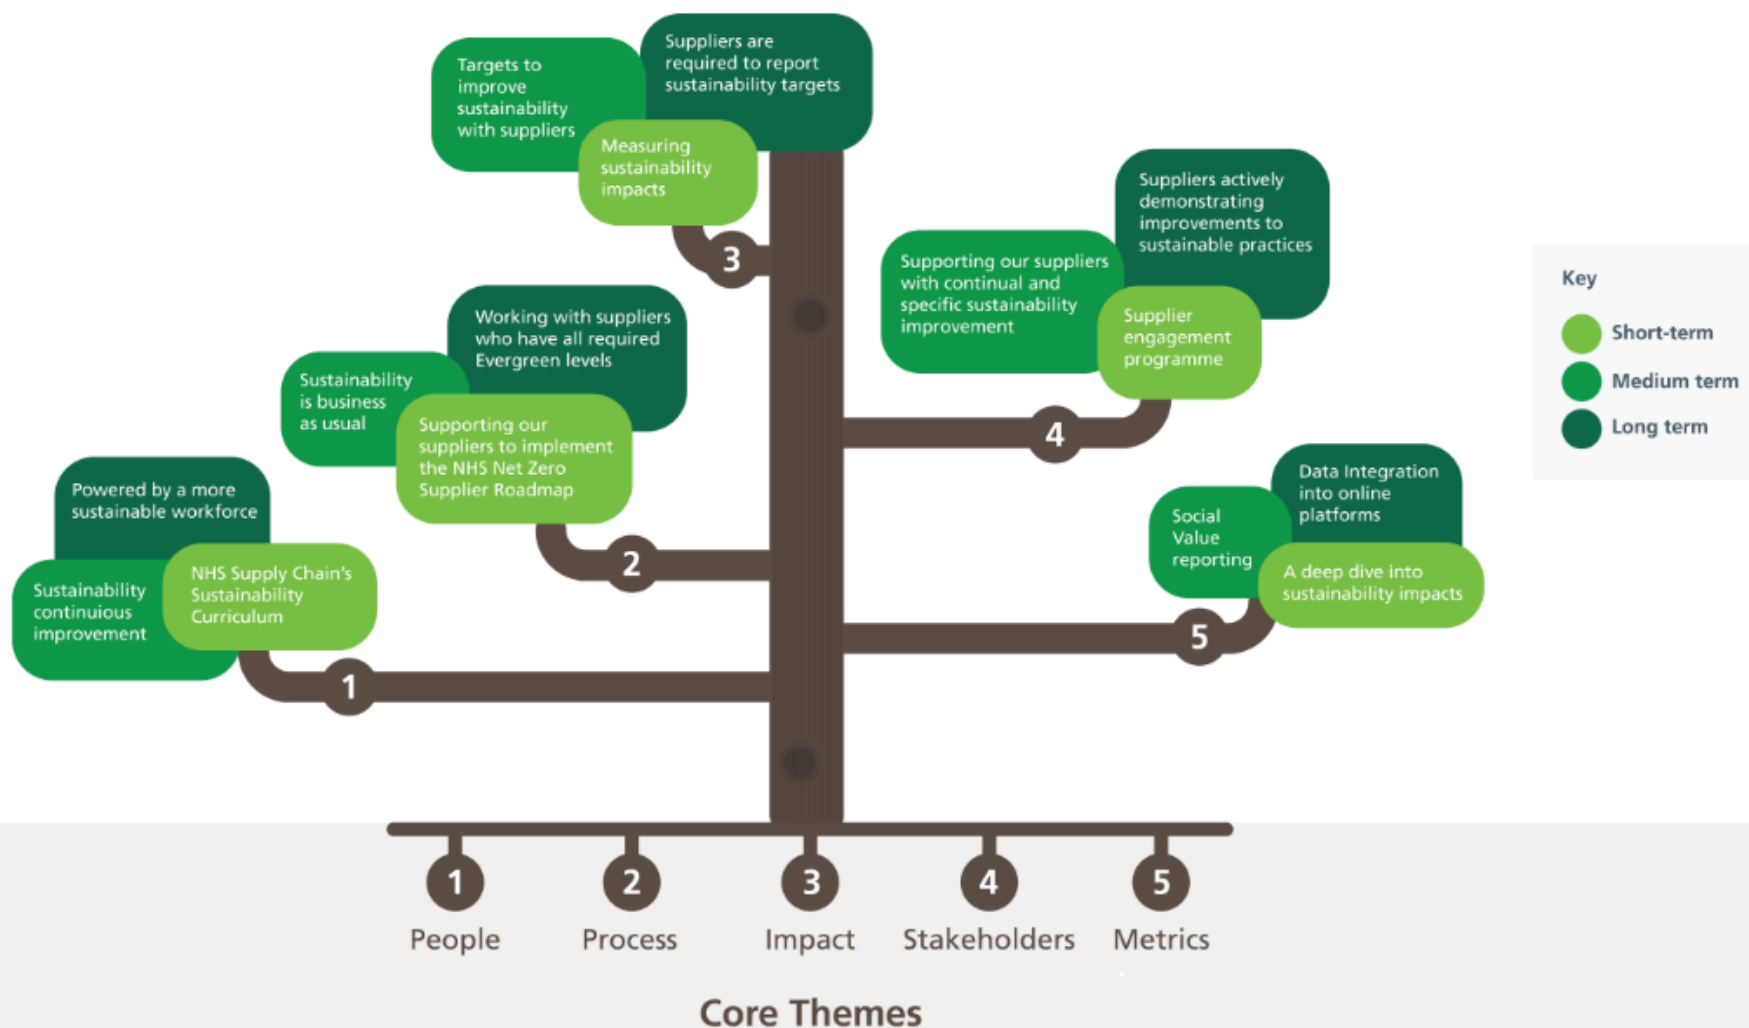 Targets to
improve
sustainability
with suppliers
Suppliers are
required to report
sustainability targets
Measuring
sustainability
impacts
3
Suppliers actively
demonstrating
improvements to
sustainable practices
Supporting our suppliers
with continual and
specific sustainability
improvement
Supplier
engagement
programme
4
Working with suppliers
who have all required
Evergreen levels
Sustainability
is business
as usual
Supporting our
suppliers to implement
the NHS Net Zero
Supplier Roadmap
2
Powered by a more
sustainable workforce
Sustainability
continuious
improvement
NHS Supply Chain's
Sustainability
Curriculum
1
Data Integration
into online
platforms
Social
Value
reporting
A deep dive into
sustainability impacts
5
Key
Short-term
Medium term
Long term
1
People
2
Process
3
Impact
4
Stakeholders
5
Metrics
Core Themes